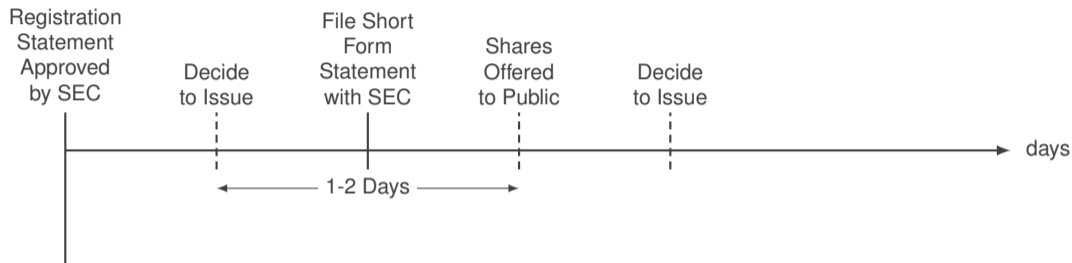 Registration
Statement
Approved
by SEC
Decide
to Issue
File Short
Form
Statement
with SEC
Shares
Offered
to Public
Decide
to Issue
days
1-2 Days